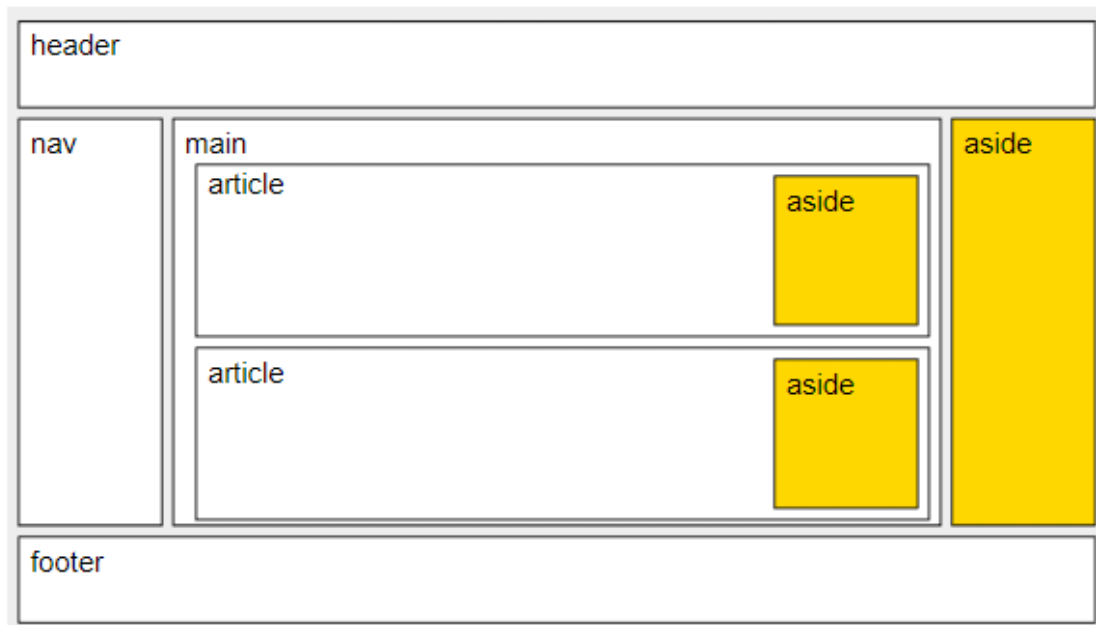 header
nav
main
article
aside
article
aside
aside
footer